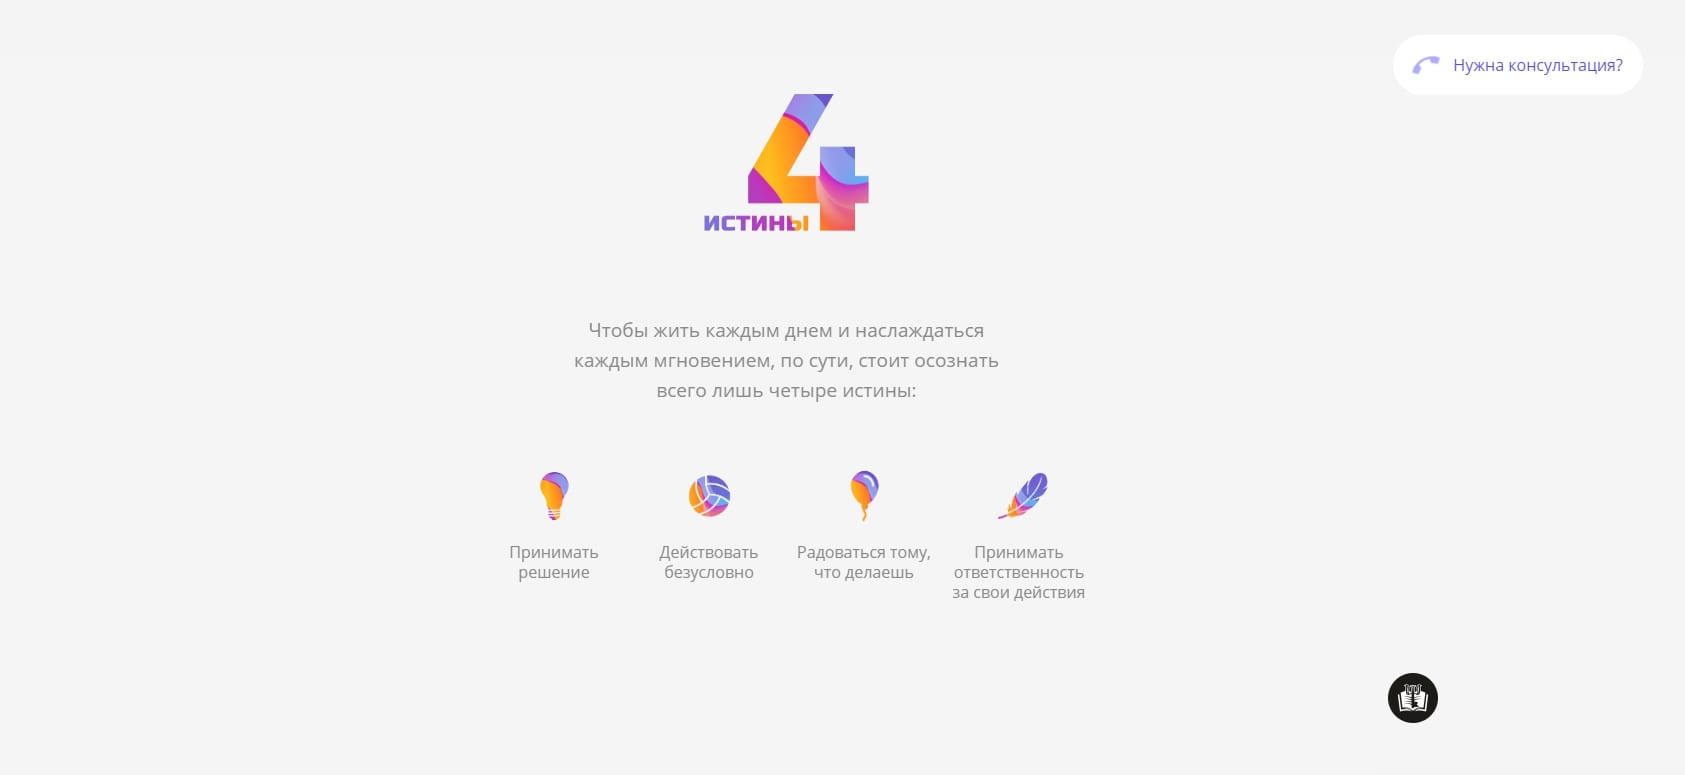 Нужна консультация?
4
ИСТИНЫ
Чтобы жить каждым днем и наслаждаться
каждым мгновением, по сути, стоит осознать
всего лишь четыре истины:
Принимать
решение
Действовать
безусловно
Радоваться тому,
что делаешь
Принимать
ответственность
за свои действия